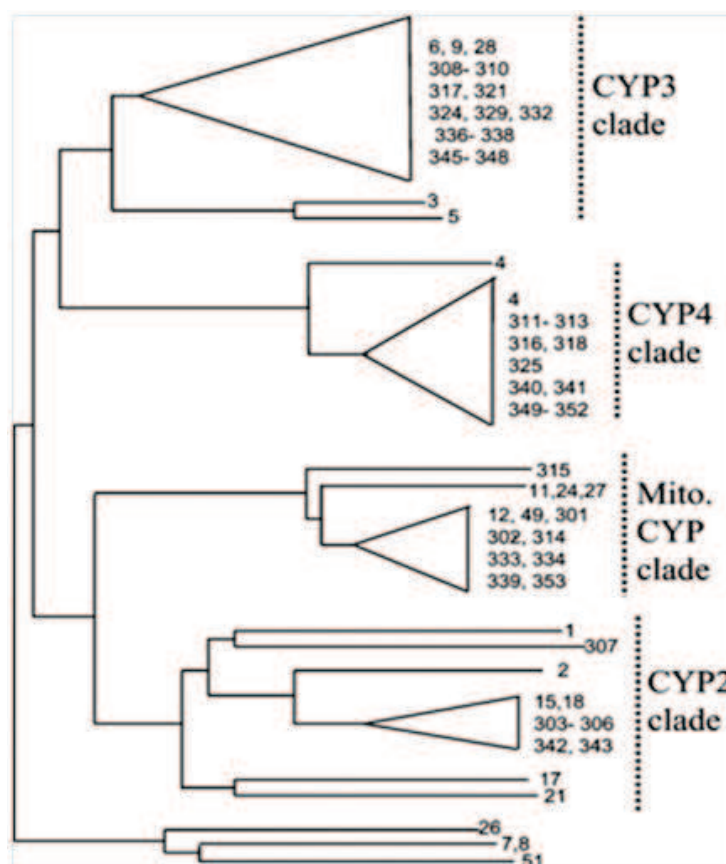 6, 9, 28
308- 310
317, 321
324, 329, 332
336- 338
345- 348
CYP3
clade
3
5
4
4
311- 313
316, 318
325
340, 341
349- 352
CYP4
clade
315
11,24,27
12, 49, 301
302, 314
333, 334
339, 353
Mito.
CYP
clade
1
307
2
15,18
303- 306
342, 343
17
21
CYP2
clade
26
7,8
51